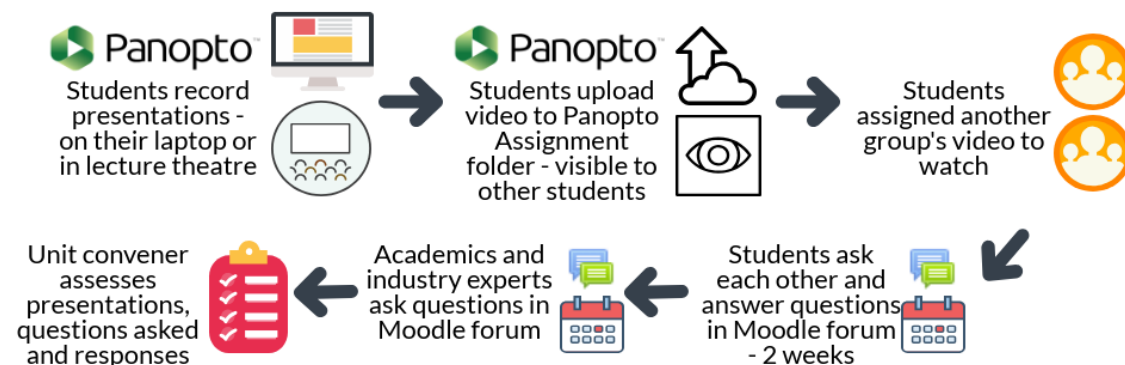 Panopto™
Students record
presentations -
on their laptop or
in lecture theatre
Panopto™
Students upload
video to Panopto
Assignment
folder - visible to
other students
Students
assigned another
group's video to
watch
Students ask
each other and
answer questions
in Moodle forum
- 2 weeks
Academics and
industry experts
ask questions in
Moodle forum
Unit convener
assesses
presentations,
questions asked
and responses